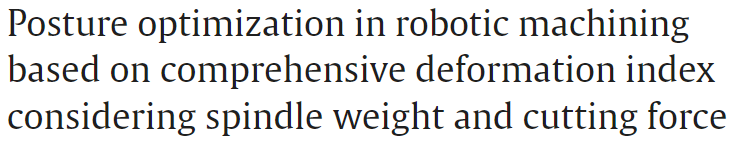 Posture optimization in robotic machining
based on comprehensive deformation index
considering spindle weight and cutting force